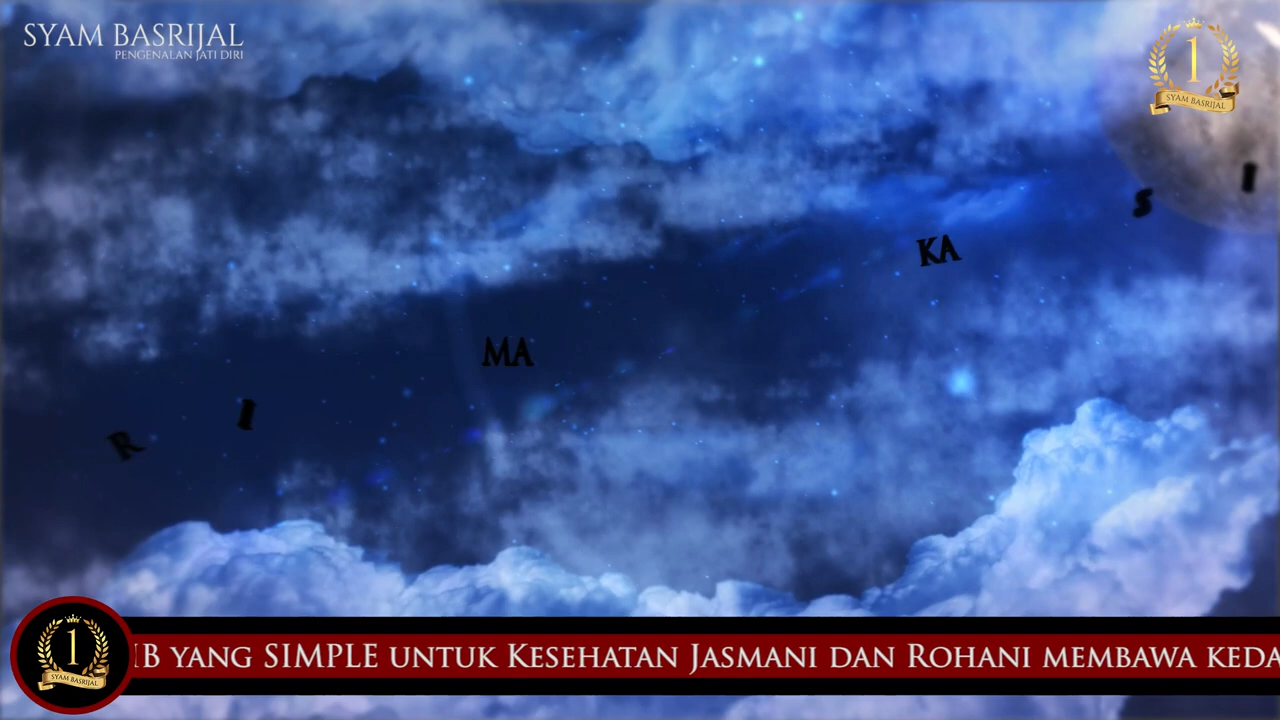 SYAM BASRIJAL
PENGENALAN JATI DIRI
1
SYAM BASRIJAL
R I MA KA S I
1
SYAM BASRIJAL
IB YANG SIMPLE UNTUK KESEHATAN JASMANI DAN ROHANI MEMBAWA KEDA